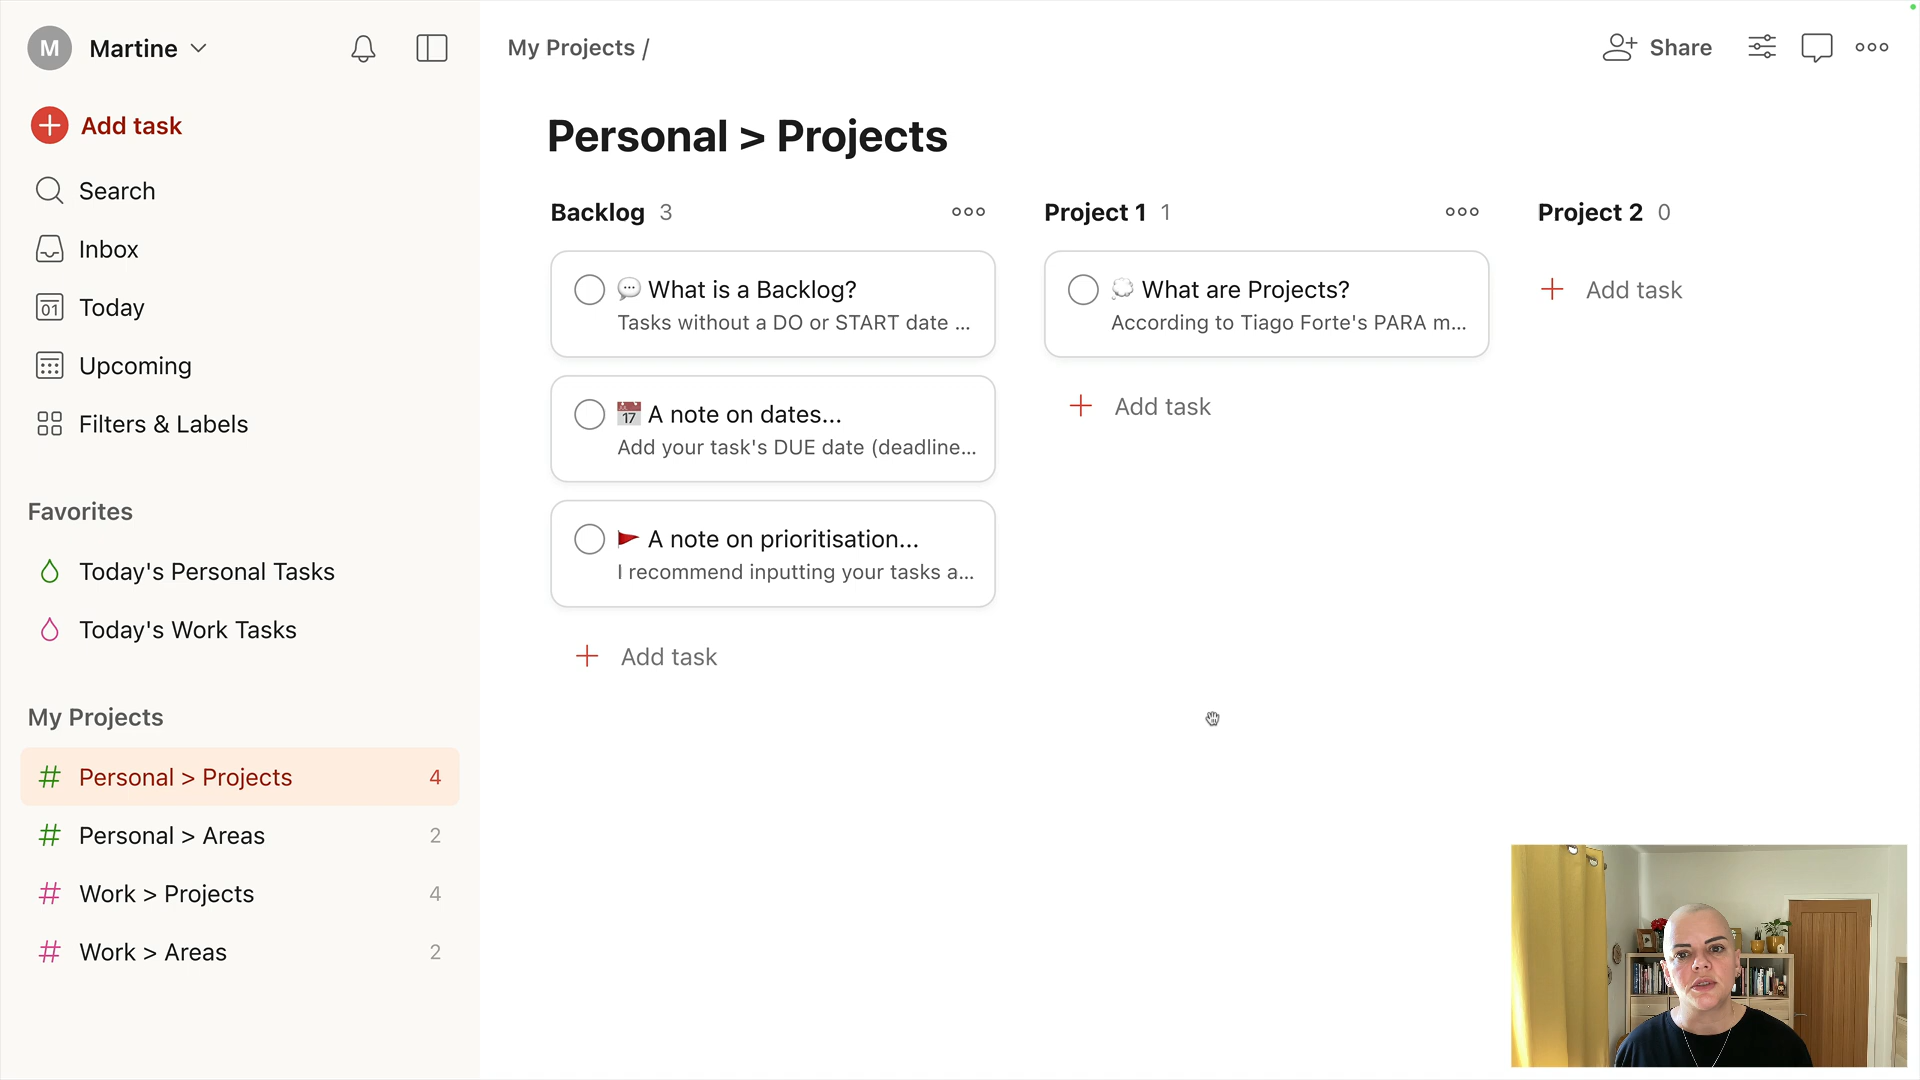 M Martine
Add task
Search
Inbox
01 Today
Upcoming
Filters & Labels
Favorites
Today's Personal Tasks
Today's Work Tasks
My Projects
# Personal > Projects 4
# Personal > Areas 2
# Work > Projects 4
# Work > Areas 2
My Projects /
Share
Personal > Projects
Backlog 3
What is a Backlog?
Tasks without a DO or START date ...
17 A note on dates...
Add your task's DUE date (deadline...
A note on prioritisation...
I recommend inputting your tasks a...
+ Add task
Project 1 1
What are Projects?
According to Tiago Forte's PARA m...
+ Add task
Project 2 0
+ Add task